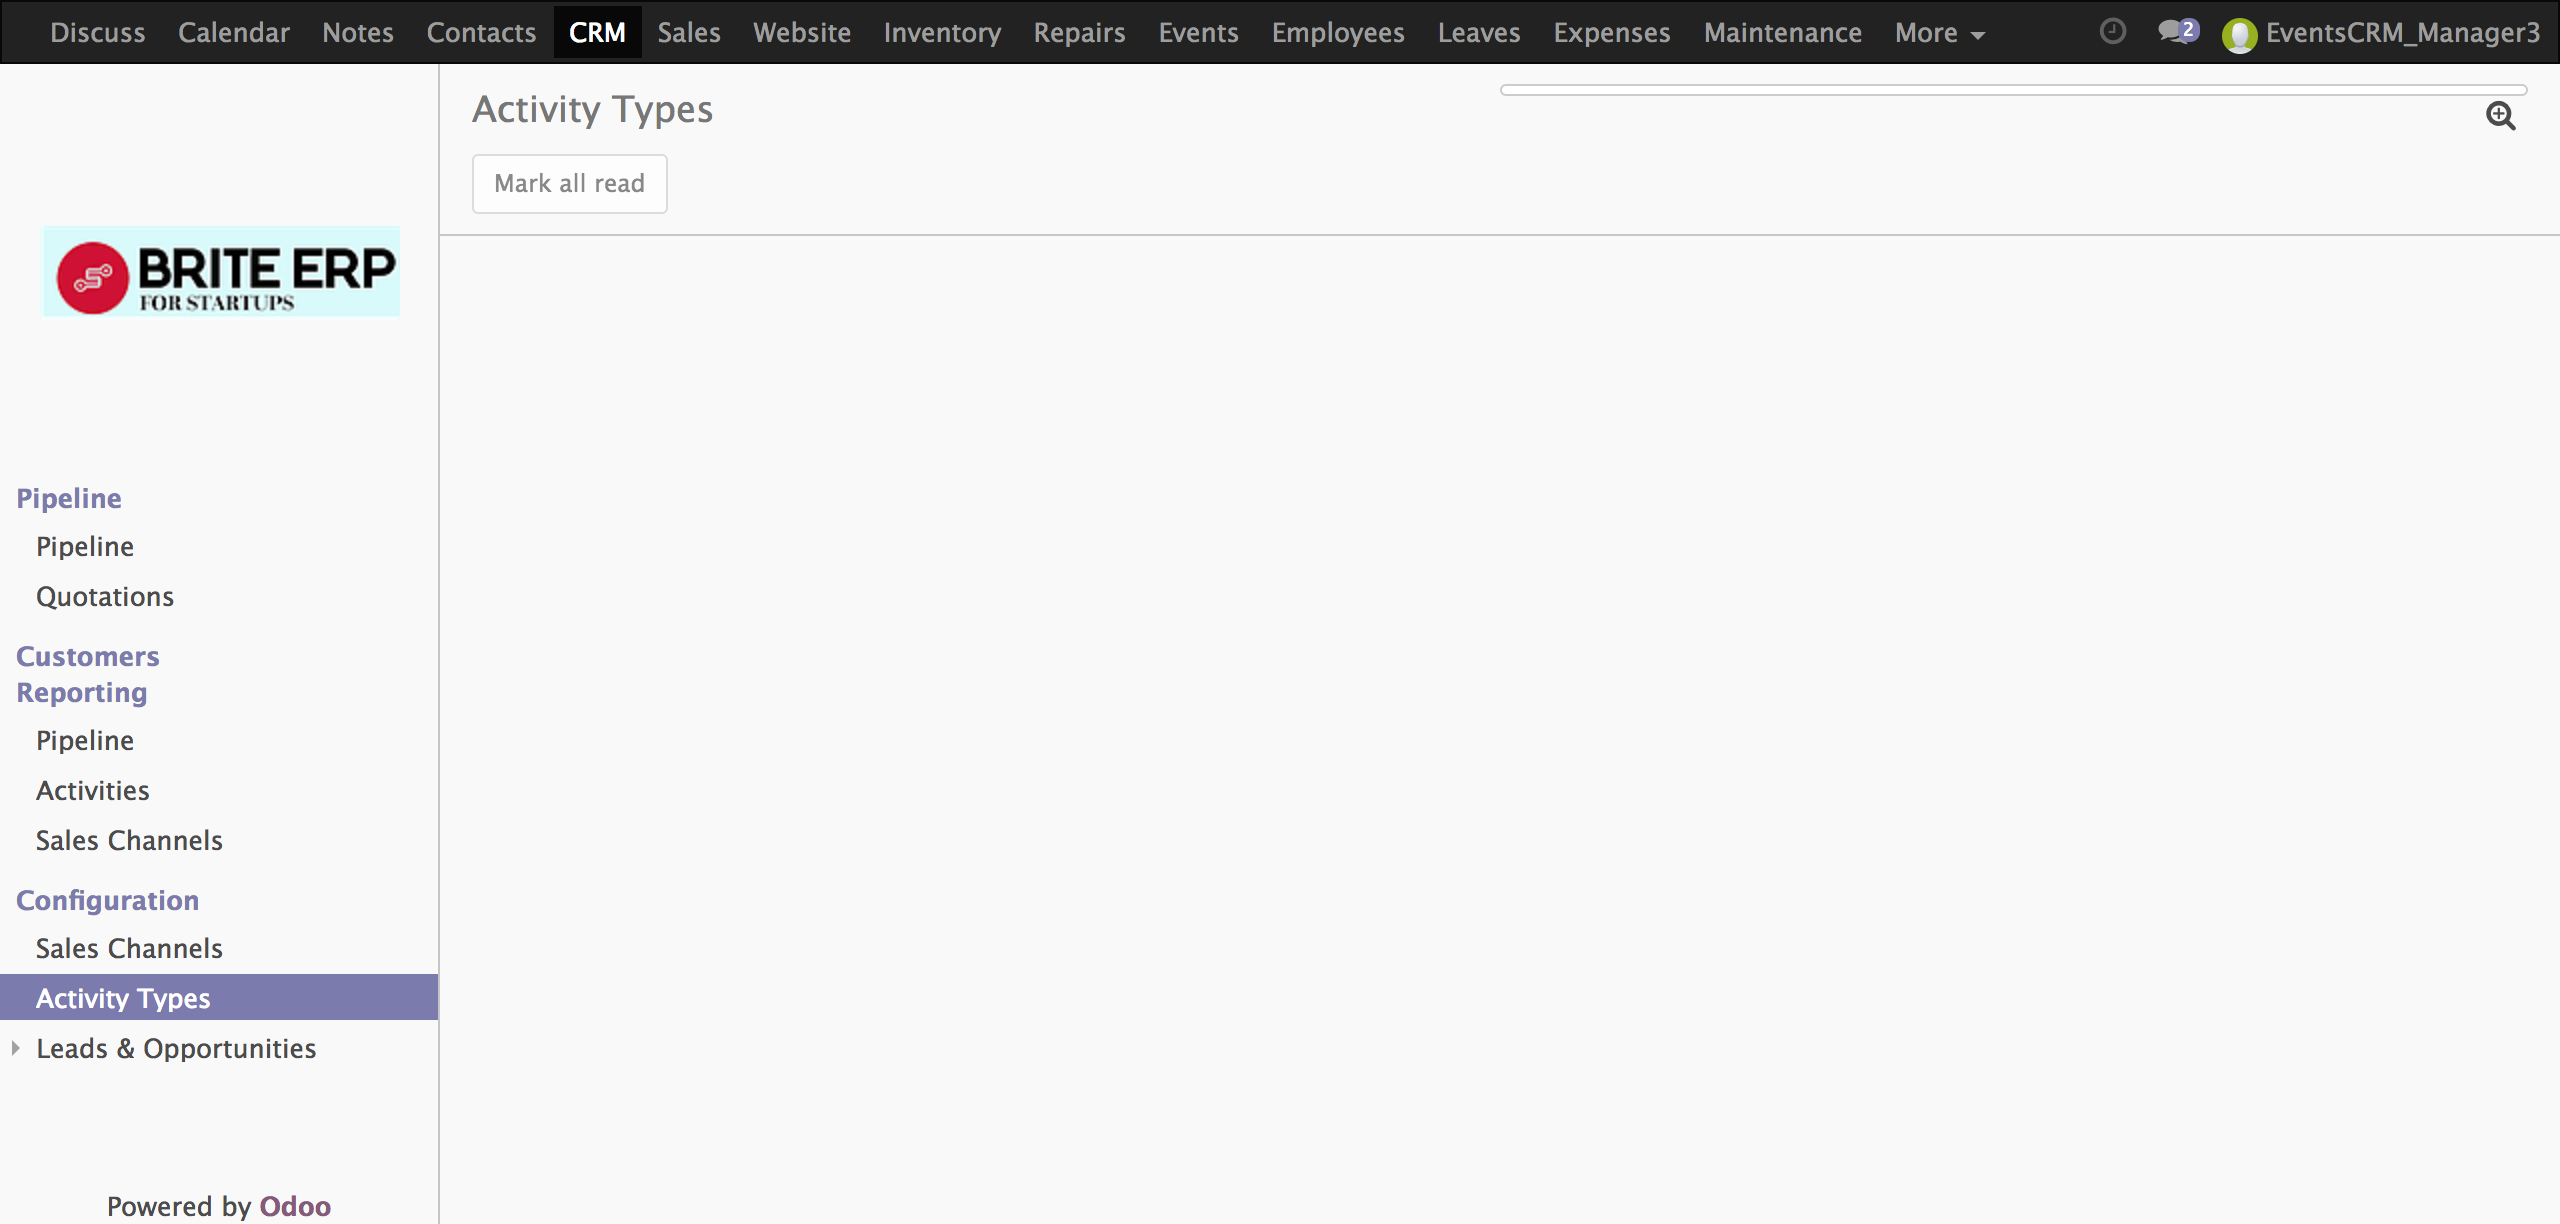 Discuss Calendar Notes Contacts CRM Sales Website Inventory Repairs Events Employees Leaves Expenses Maintenance More 2 EventsCRM_Manager3
Activity Types
Mark all read
BRITE ERP
FOR STARTUPS
Pipeline
Pipeline
Quotations
Customers
Reporting
Pipeline
Activities
Sales Channels
Configuration
Sales Channels
Activity Types
Leads & Opportunities
Powered by Odoo